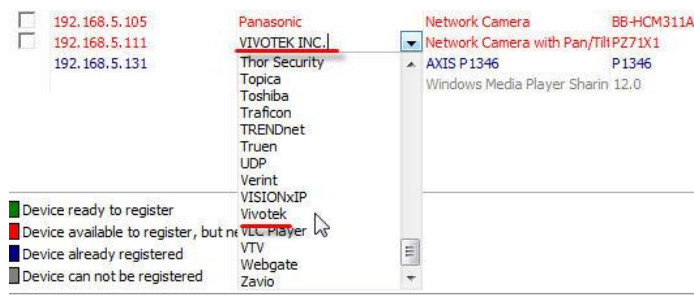 192.168.5.105 Panasonic Network Camera BB-HCM311A
192.168.5.111 VIVOTEK INC. Network Camera with Pan/Tilt PZ71X1
192.168.5.131 Thor Security AXIS P1346 P1346
Topica Windows Media Player Sharin 12.0
Toshiba
Traficon
TRENDnet
Truen
UDP
Verint
VISIONxIP
Device ready to register Vivotek
Device available to register, but ne VLC Player
Device already registered VTV
Device can not be registered Webgate
Zavio